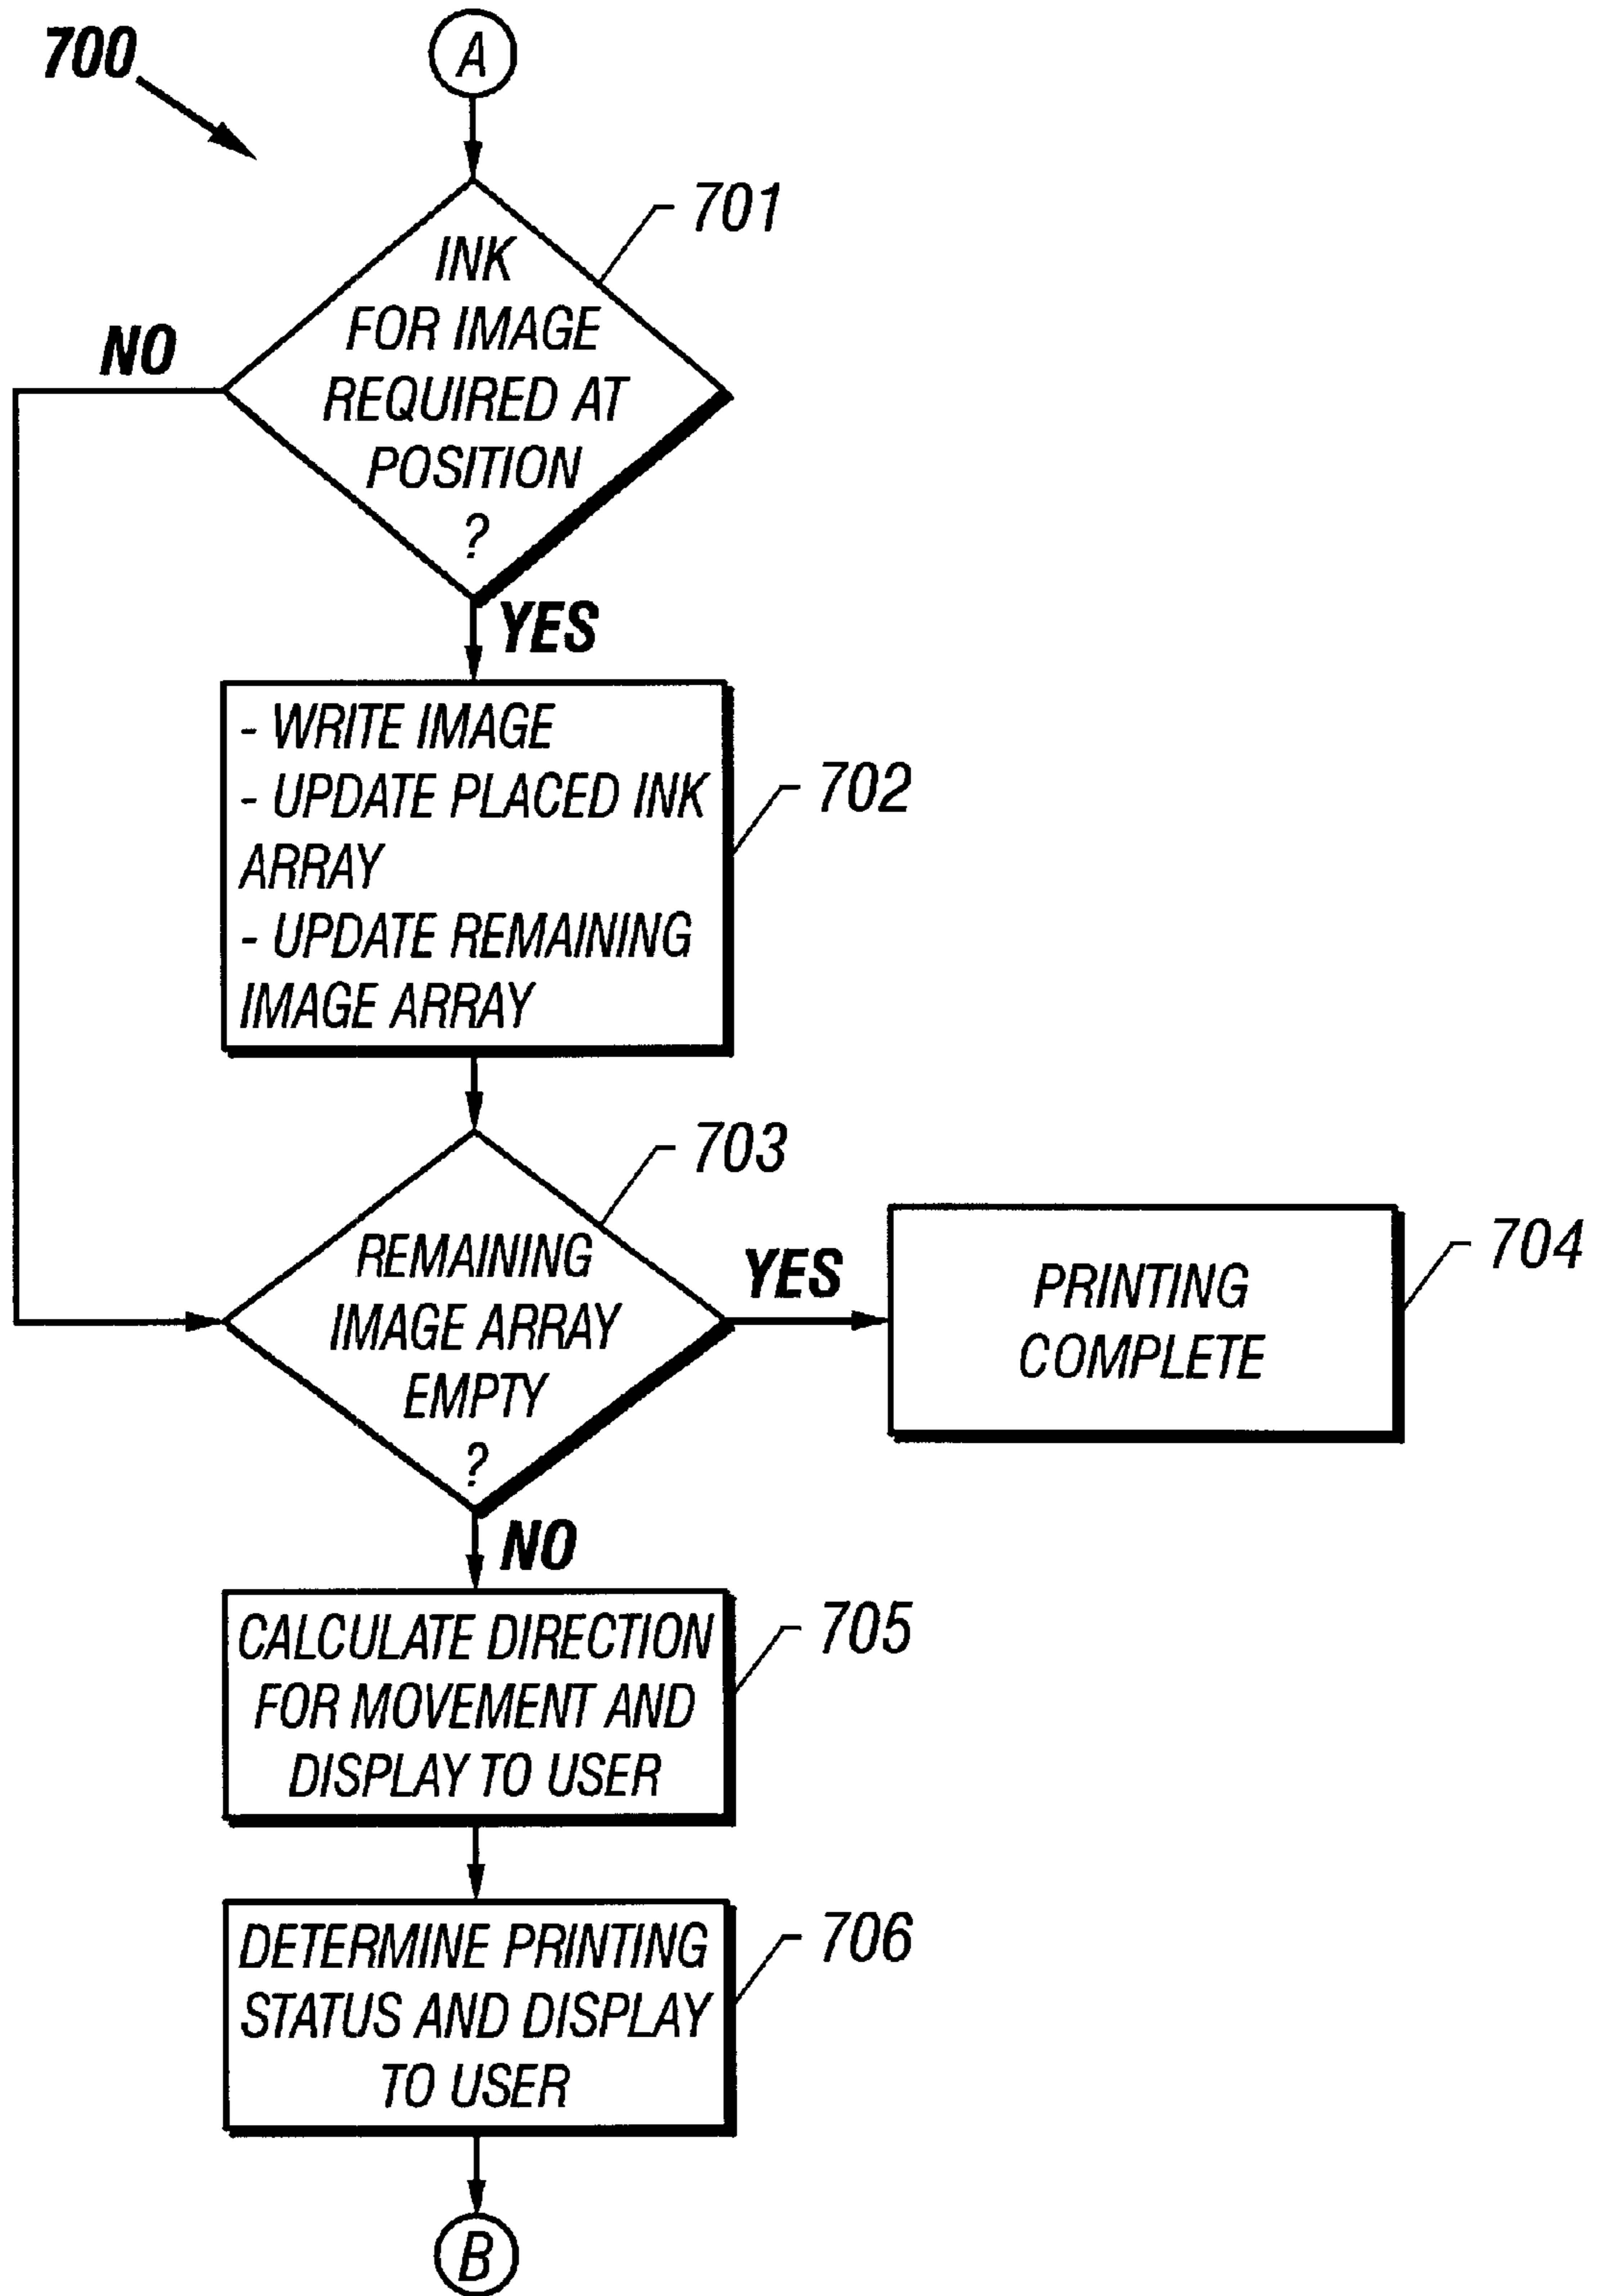 700
A
701
INK
FOR IMAGE
REQUIRED AT
POSITION
?
NO
YES
- WRITE IMAGE
- UPDATE PLACED INK
ARRAY
- UPDATE REMAINING
IMAGE ARRAY
702
703
REMAINING
IMAGE ARRAY
EMPTY
?
YES
PRINTING
COMPLETE
704
NO
CALCULATE DIRECTION
FOR MOVEMENT AND
DISPLAY TO USER
705
DETERMINE PRINTING
STATUS AND DISPLAY
TO USER
706
B